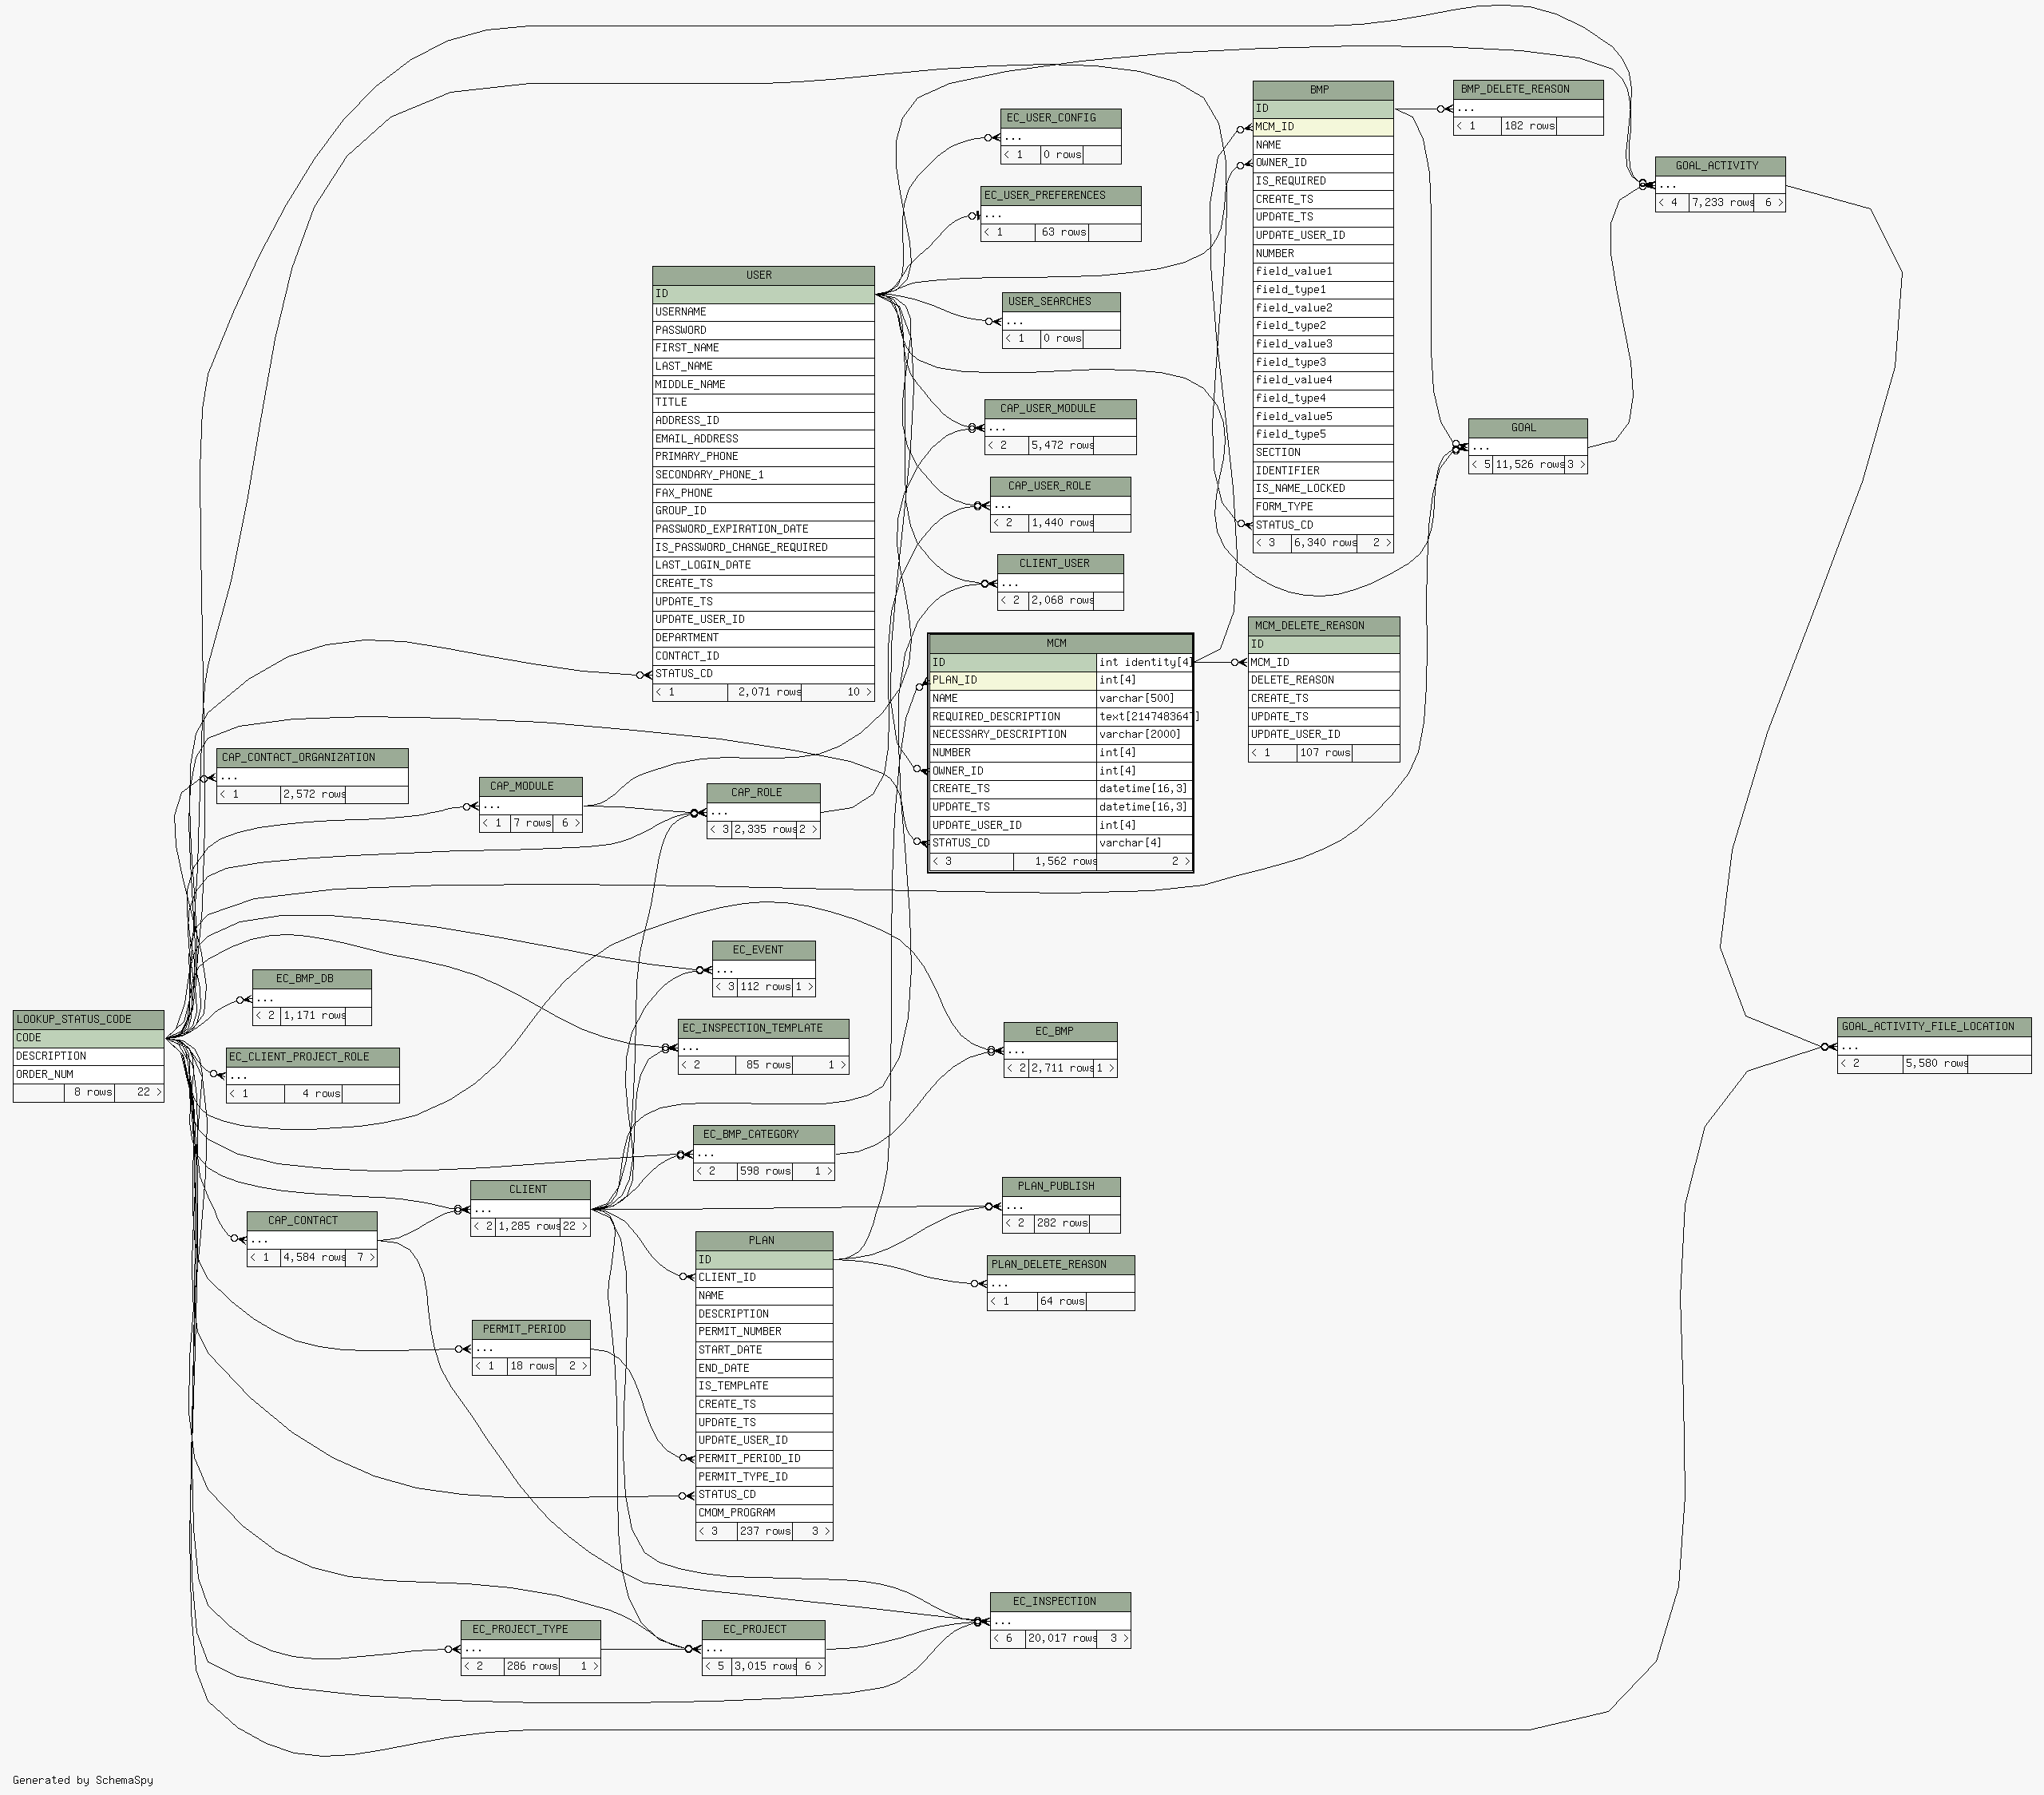 BMP
ID
MCM_ID
NAME
OWNER_ID
IS_REQUIRED
CREATE_TS
UPDATE_TS
UPDATE_USER_ID
NUMBER
field_value1
field_type1
field_value2
field_type2
field_value3
field_type3
field_value4
field_type4
field_value5
field_type5
SECTION
IDENTIFIER
IS_NAME_LOCKED
FORM_TYPE
STATUS_CD
< 3 6,340 rows 2 >
BMP_DELETE_REASON
...
< 1 182 rows
EC_USER_CONFIG
...
< 1 0 rows
GOAL_ACTIVITY
...
< 4 7,233 rows 6 >
EC_USER_PREFERENCES
...
< 1 63 rows
USER
ID
USERNAME
PASSWORD
FIRST_NAME
LAST_NAME
MIDDLE_NAME
TITLE
ADDRESS_ID
EMAIL_ADDRESS
PRIMARY_PHONE
SECONDARY_PHONE_1
FAX_PHONE
GROUP_ID
PASSWORD_EXPIRATION_DATE
IS_PASSWORD_CHANGE_REQUIRED
LAST_LOGIN_DATE
CREATE_TS
UPDATE_TS
UPDATE_USER_ID
DEPARTMENT
CONTACT_ID
STATUS_CD
< 1 2,071 rows 10 >
USER_SEARCHES
...
< 1 0 rows
CAP_USER_MODULE
...
< 2 5,472 rows
GOAL
...
< 5 11,526 rows 3 >
CAP_USER_ROLE
...
< 2 1,440 rows
CLIENT_USER
...
< 2 2,068 rows
MCM
ID int identity[4]
PLAN_ID int[4]
NAME varchar[500]
REQUIRED_DESCRIPTION text[2147483647]
NECESSARY_DESCRIPTION varchar[2000]
NUMBER int[4]
OWNER_ID int[4]
CREATE_TS datetime[16,3]
UPDATE_TS datetime[16,3]
UPDATE_USER_ID int[4]
STATUS_CD varchar[4]
< 3 1,562 rows 2 >
MCM_DELETE_REASON
ID
MCM_ID
DELETE_REASON
CREATE_TS
UPDATE_TS
UPDATE_USER_ID
< 1 107 rows
CAP_CONTACT_ORGANIZATION
...
< 1 2,572 rows
CAP_MODULE
...
< 1 7 rows 6 >
CAP_ROLE
...
< 3 2,335 rows 2 >
EC_EVENT
...
< 3 112 rows 1 >
EC_BMP_DB
...
< 2 1,171 rows
LOOKUP_STATUS_CODE
CODE
DESCRIPTION
ORDER_NUM
8 rows 22 >
EC_CLIENT_PROJECT_ROLE
...
< 1 4 rows
EC_INSPECTION_TEMPLATE
...
< 2 85 rows 1 >
EC_BMP
...
< 2 2,711 rows 1 >
GOAL_ACTIVITY_FILE_LOCATION
...
< 2 5,580 rows
EC_BMP_CATEGORY
...
< 2 598 rows 1 >
CLIENT
...
< 2 1,285 rows 22 >
CAP_CONTACT
...
< 1 4,584 rows 7 >
PLAN_PUBLISH
...
< 2 282 rows
PLAN
ID
CLIENT_ID
NAME
DESCRIPTION
PERMIT_NUMBER
START_DATE
END_DATE
IS_TEMPLATE
CREATE_TS
UPDATE_TS
UPDATE_USER_ID
PERMIT_PERIOD_ID
PERMIT_TYPE_ID
STATUS_CD
CMOM_PROGRAM
< 3 237 rows 3 >
PLAN_DELETE_REASON
...
< 1 64 rows
PERMIT_PERIOD
...
< 1 18 rows 2 >
EC_INSPECTION
...
< 6 20,017 rows 3 >
EC_PROJECT_TYPE
...
< 2 286 rows 1 >
EC_PROJECT
...
< 5 3,015 rows 6 >
Generated by SchemaSpy